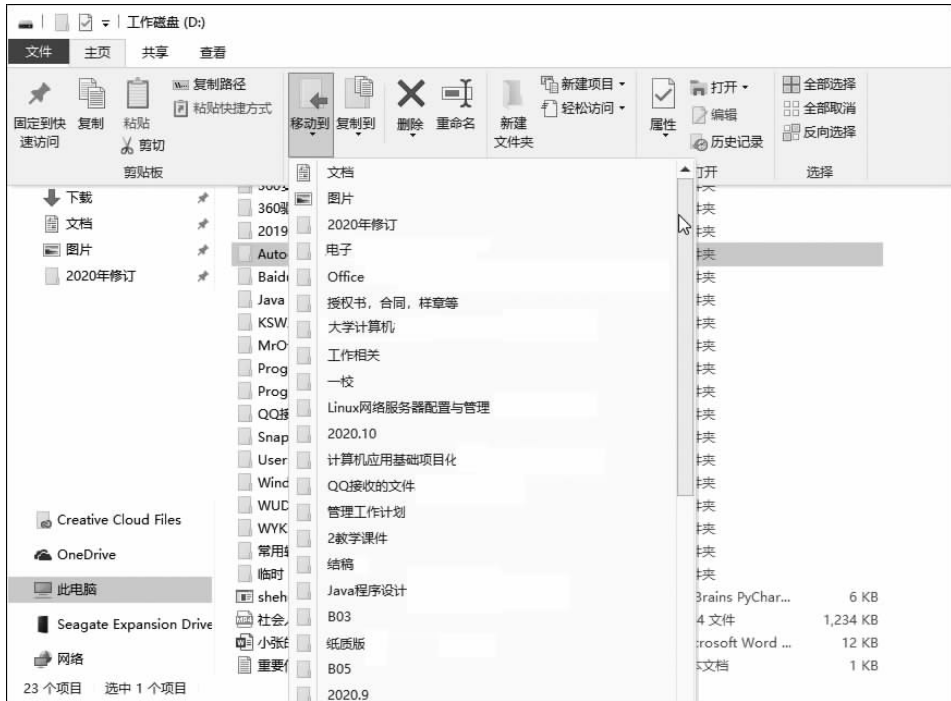 工作磁盘 (D:)
文件 主页 共享 查看
固定到快速访问
复制
粘贴
复制路径
粘贴快捷方式
剪切
剪贴板
移动到
复制到
删除
重命名
新建
文件夹
新建项目
轻松访问
属性
打开
编辑
历史记录
打开
全部选择
全部取消
反向选择
选择
下载
文档
图片
2020年修订
Creative Cloud Files
OneDrive
此电脑
Seagate Expansion Drive
网络
2019
Auto
Baid
Java
KSW
MrO
Prog
Prog
Snap
User
Wind
WUD
WYK
常用
临时
sheh
社会
小张
重要
文档
图片
2020年修订
电子
Office
授权书，合同，样章等
大学计算机
工作相关
一校
Linux网络服务器配置与管理
2020.10
计算机应用基础项目化
QQ接收的文件
管理工作计划
2教学课件
结稿
Java程序设计
B03
纸质版
B05
2020.9
Brains PyChar... 6 KB
4 文件 1,234 KB
crosoft Word ... 12 KB
文档 1 KB
23 个项目 选中 1 个项目